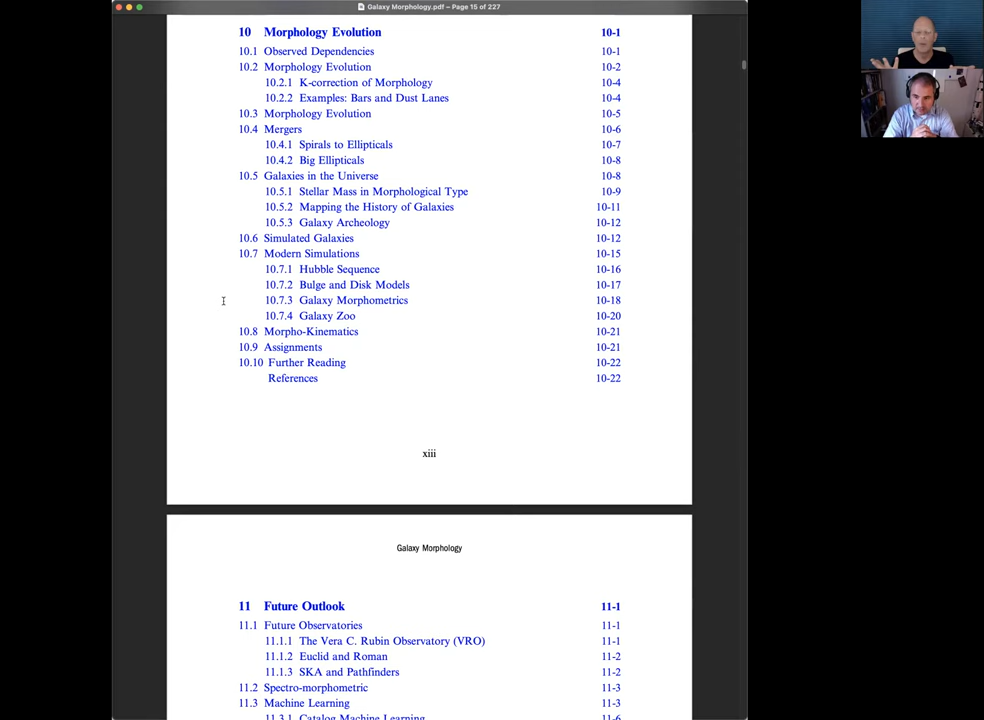 Galaxy Morphology.pdf – Page 15 of 227
10 Morphology Evolution 10-1
10.1 Observed Dependencies 10-1
10.2 Morphology Evolution 10-2
10.2.1 K-correction of Morphology 10-4
10.2.2 Examples: Bars and Dust Lanes 10-4
10.3 Morphology Evolution 10-5
10.4 Mergers 10-6
10.4.1 Spirals to Ellipticals 10-7
10.4.2 Big Ellipticals 10-8
10.5 Galaxies in the Universe 10-8
10.5.1 Stellar Mass in Morphological Type 10-9
10.5.2 Mapping the History of Galaxies 10-11
10.5.3 Galaxy Archeology 10-12
10.6 Simulated Galaxies 10-12
10.7 Modern Simulations 10-15
10.7.1 Hubble Sequence 10-16
10.7.2 Bulge and Disk Models 10-17
10.7.3 Galaxy Morphometrics 10-18
10.7.4 Galaxy Zoo 10-20
10.8 Morpho-Kinematics 10-21
10.9 Assignments 10-21
10.10 Further Reading 10-22
References 10-22
xiii
Galaxy Morphology
11 Future Outlook 11-1
11.1 Future Observatories 11-1
11.1.1 The Vera C. Rubin Observatory (VRO) 11-1
11.1.2 Euclid and Roman 11-2
11.1.3 SKA and Pathfinders 11-2
11.2 Spectro-morphometric 11-3
11.3 Machine Learning 11-3
11.3.1 Catalog Machine Learning 11-6